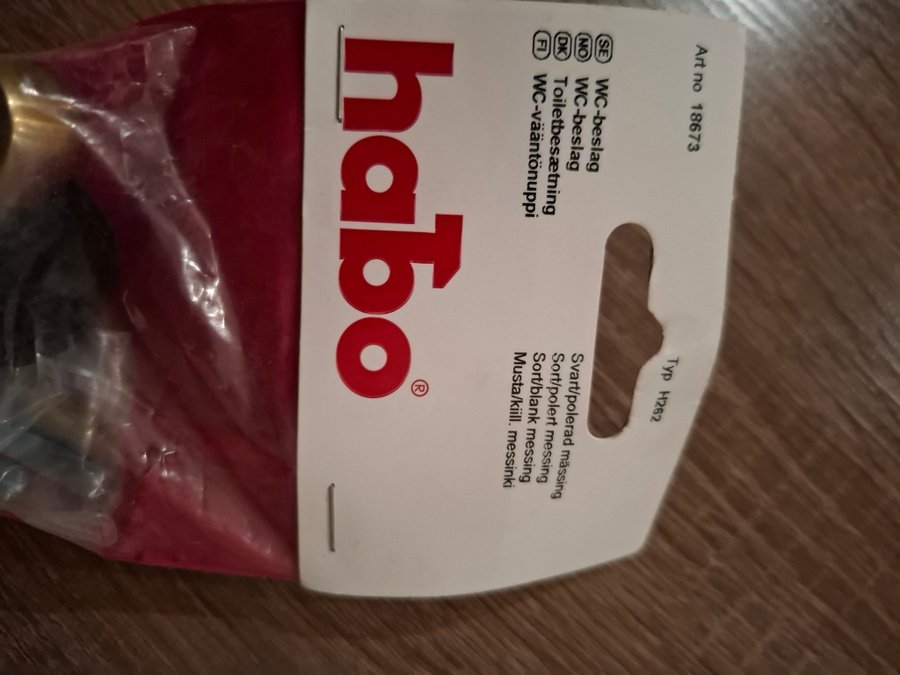 Art no 18673
Typ H262
SE WC-beslag
NO WC-beslag
DK Toiletbesætning
FI WC-vääntönuppi
Svart/polerad mässing
Sort/polert messing
Sort/blank messing
Musta/kiill. messinki
habo®